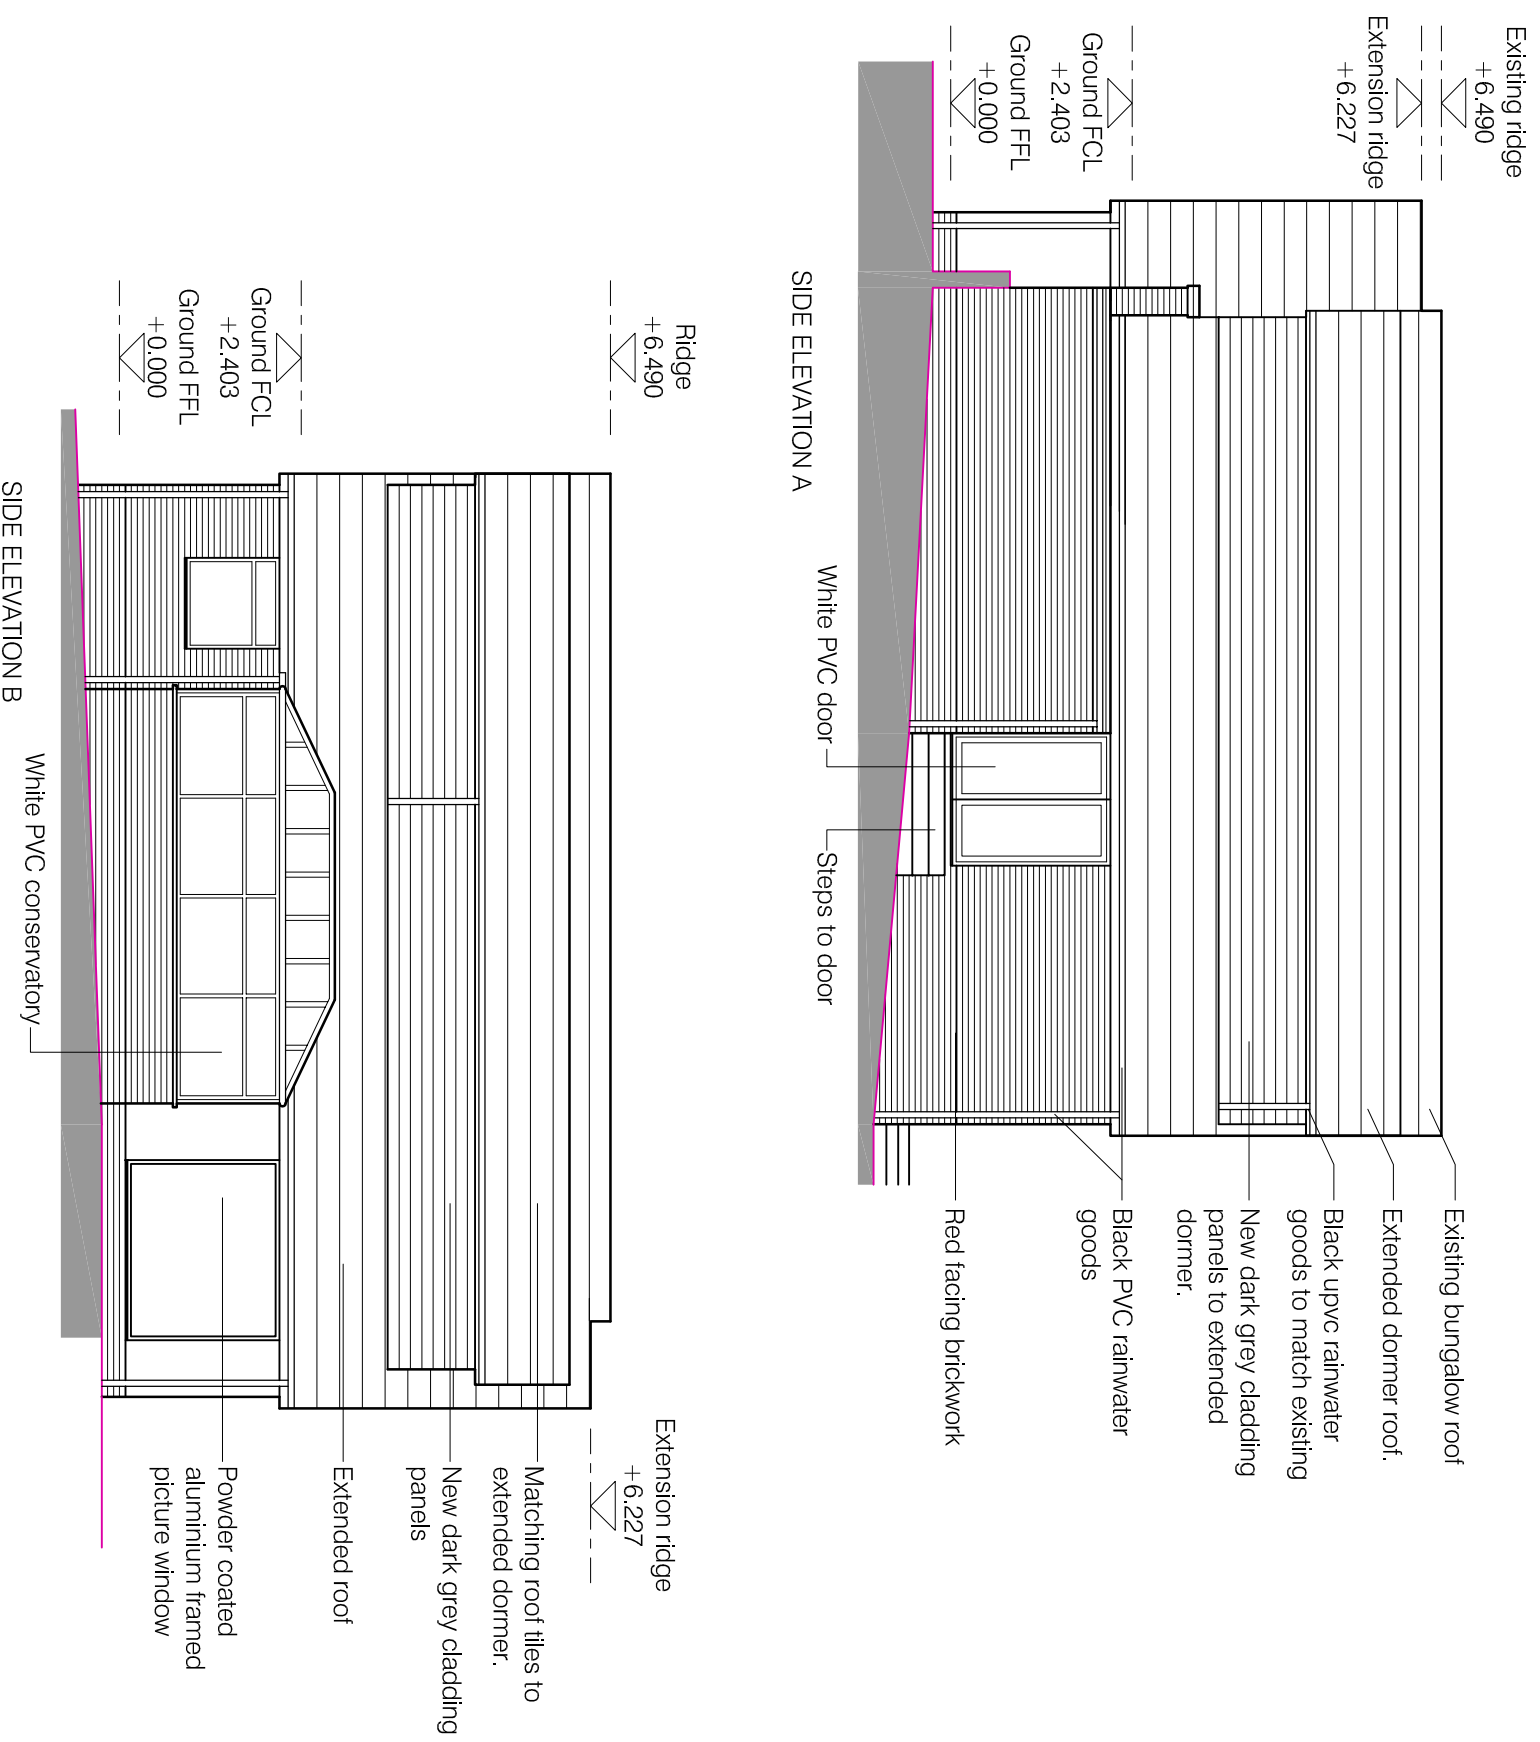 Existing ridge
+6.490
Extension ridge
+6.227
Ground FCL
+2.403
Ground FFL
+0.000
Existing bungalow roof
Extended dormer roof.
Black upvc rainwater
goods to match existing
New dark grey cladding
panels to extended
dormer.
Black PVC rainwater
goods
Red facing brickwork
White PVC door
Steps to door
SIDE ELEVATION A
Ridge
+6.490
Ground FCL
+2.403
Ground FFL
+0.000
Extension ridge
+6.227
Matching roof tiles to
extended dormer.
New dark grey cladding
panels
Extended roof
Powder coated
aluminium framed
picture window
White PVC conservatory
SIDE ELEVATION B